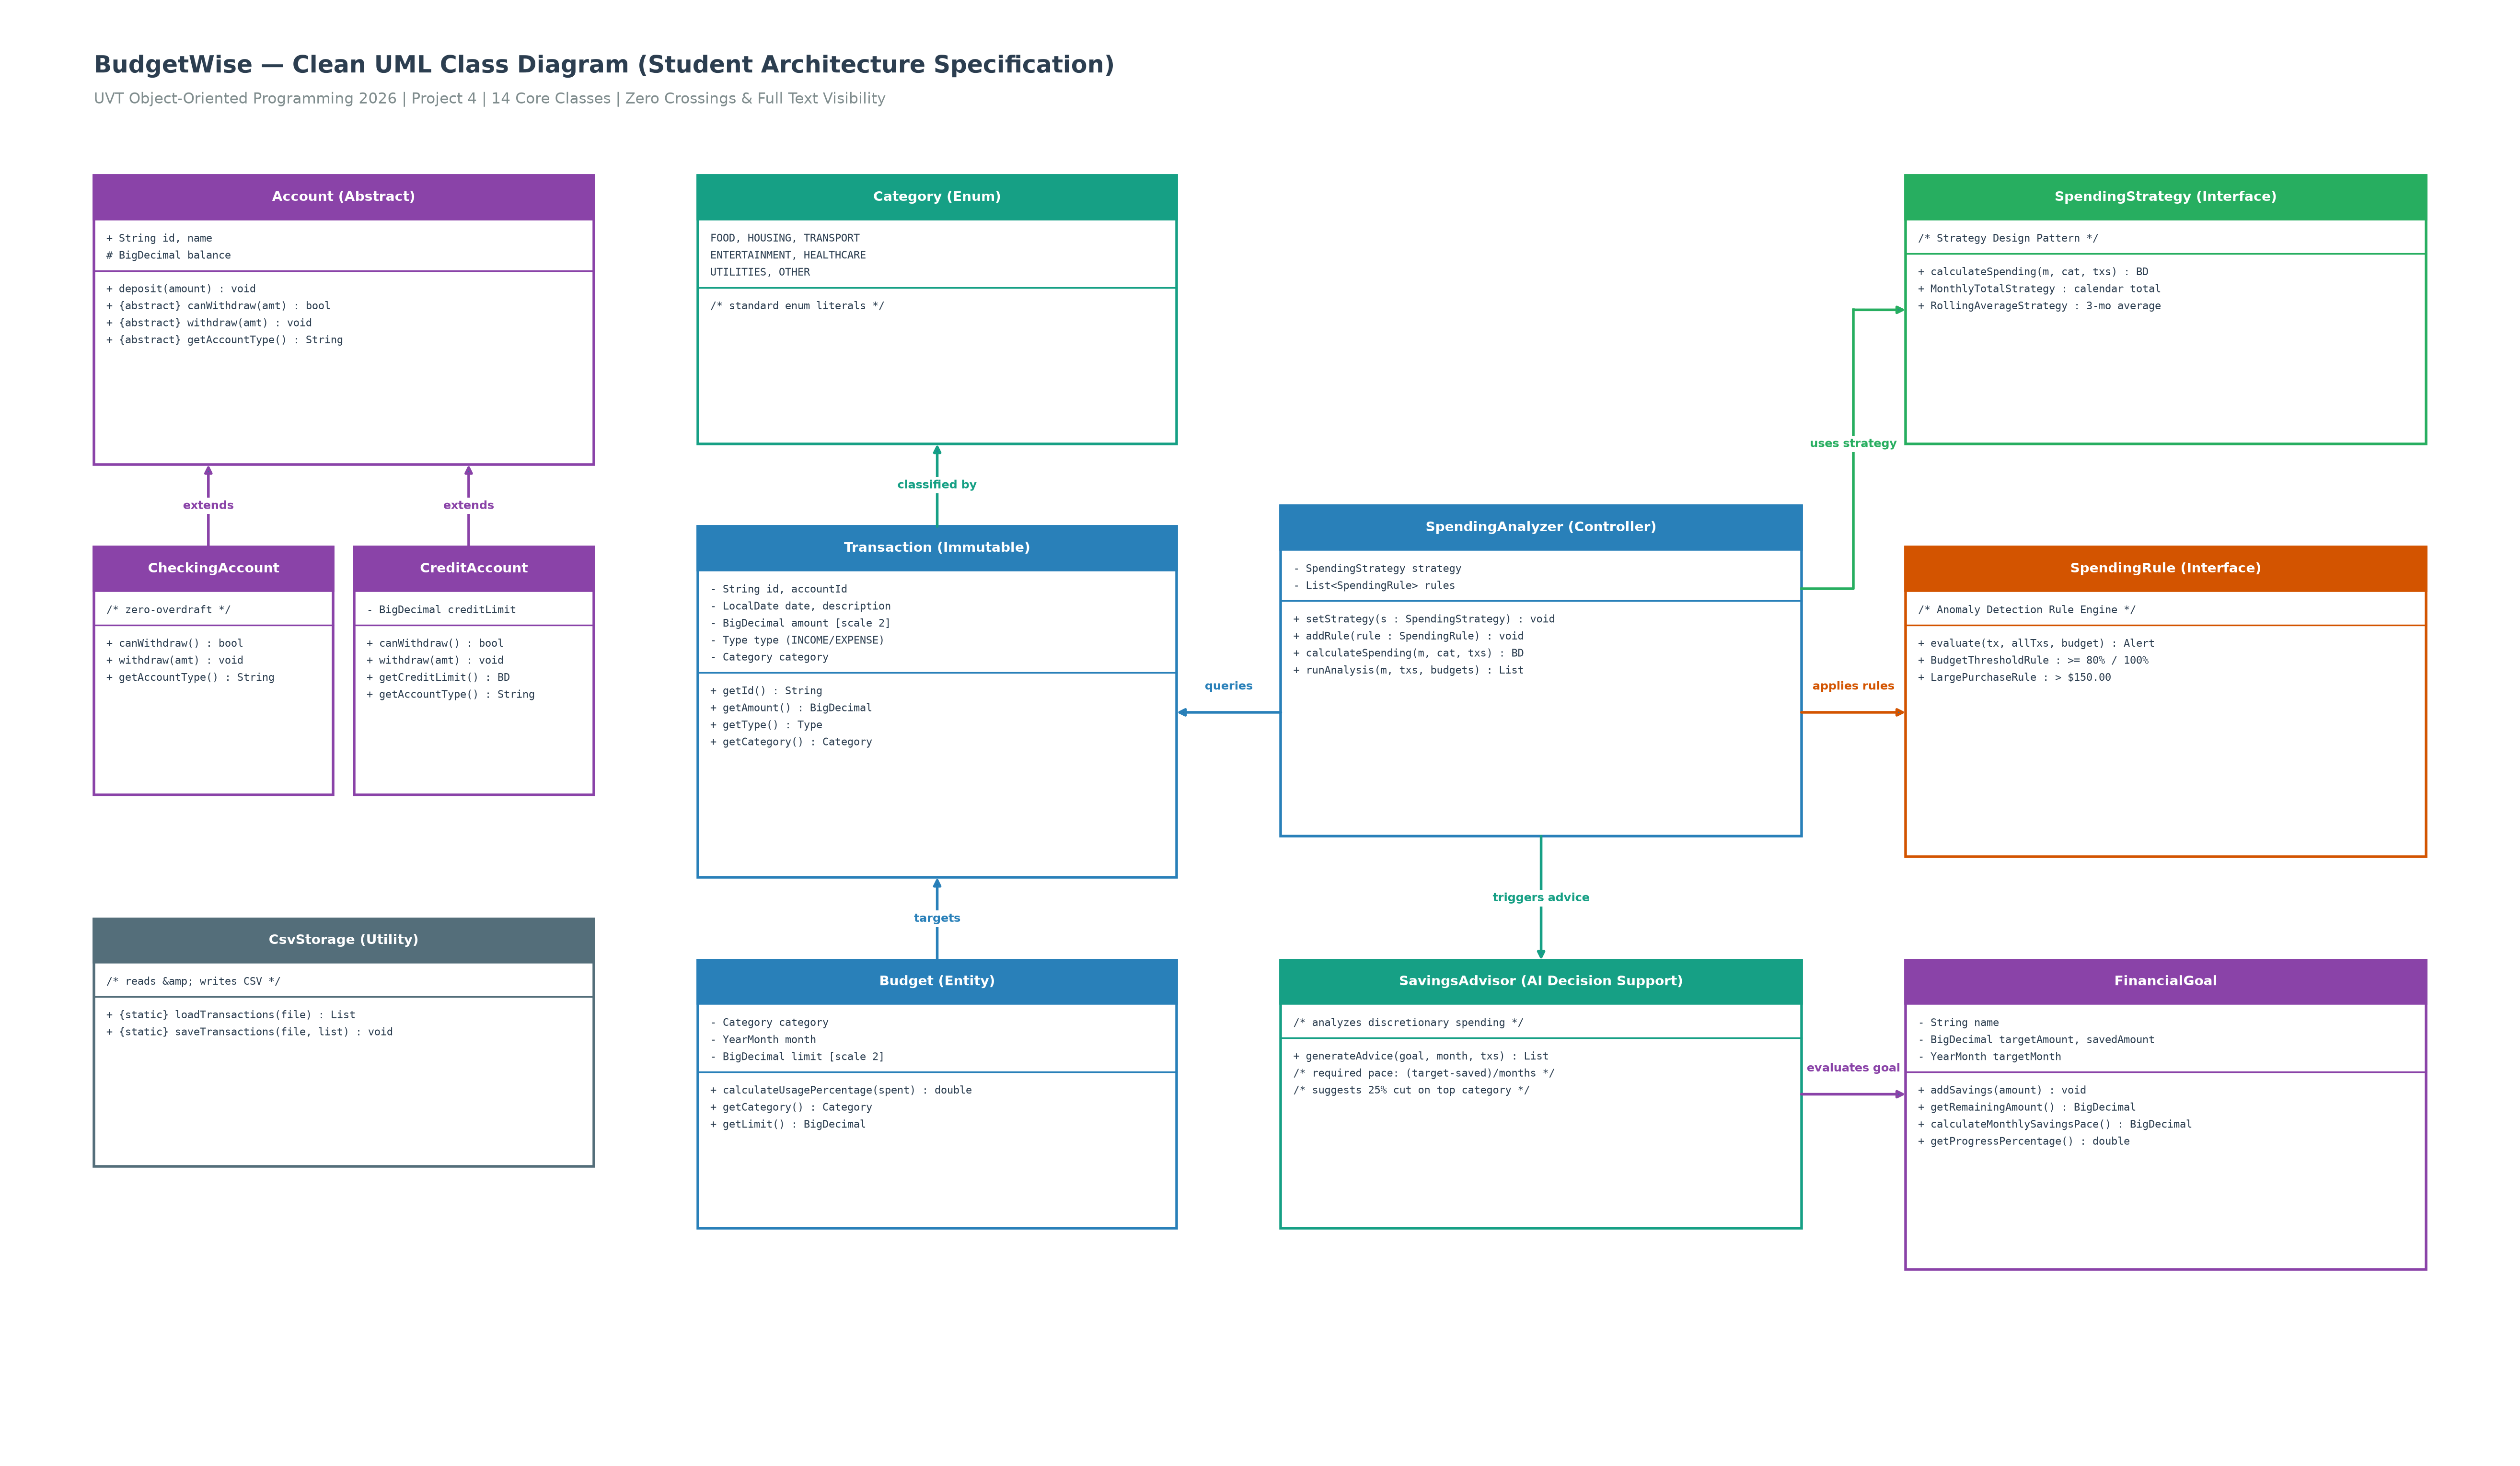 BudgetWise — Clean UML Class Diagram (Student Architecture Specification)
UVT Object-Oriented Programming 2026 | Project 4 | 14 Core Classes | Zero Crossings & Full Text Visibility
Account (Abstract)
+ String id, name
# BigDecimal balance
+ deposit(amount) : void
+ {abstract} canWithdraw(amt) : bool
+ {abstract} withdraw(amt) : void
+ {abstract} getAccountType() : String
extends
extends
CheckingAccount
/* zero-overdraft */
+ canWithdraw() : bool
+ withdraw(amt) : void
+ getAccountType() : String
CreditAccount
- BigDecimal creditLimit
+ canWithdraw() : bool
+ withdraw(amt) : void
+ getCreditLimit() : BD
+ getAccountType() : String
CsvStorage (Utility)
/* reads &amp; writes CSV */
+ {static} loadTransactions(file) : List
+ {static} saveTransactions(file, list) : void
Category (Enum)
FOOD, HOUSING, TRANSPORT
ENTERTAINMENT, HEALTHCARE
UTILITIES, OTHER
/* standard enum literals */
classified by
Transaction (Immutable)
- String id, accountId
- LocalDate date, description
- BigDecimal amount [scale 2]
- Type type (INCOME/EXPENSE)
- Category category
+ getId() : String
+ getAmount() : BigDecimal
+ getType() : Type
+ getCategory() : Category
targets
Budget (Entity)
- Category category
- YearMonth month
- BigDecimal limit [scale 2]
+ calculateUsagePercentage(spent) : double
+ getCategory() : Category
+ getLimit() : BigDecimal
queries
SpendingAnalyzer (Controller)
- SpendingStrategy strategy
- List<SpendingRule> rules
+ setStrategy(s : SpendingStrategy) : void
+ addRule(rule : SpendingRule) : void
+ calculateSpending(m, cat, txs) : BD
+ runAnalysis(m, txs, budgets) : List
triggers advice
SavingsAdvisor (AI Decision Support)
/* analyzes discretionary spending */
+ generateAdvice(goal, month, txs) : List
/* required pace: (target-saved)/months */
/* suggests 25% cut on top category */
uses strategy
applies rules
evaluates goal
SpendingStrategy (Interface)
/* Strategy Design Pattern */
+ calculateSpending(m, cat, txs) : BD
+ MonthlyTotalStrategy : calendar total
+ RollingAverageStrategy : 3-mo average
SpendingRule (Interface)
/* Anomaly Detection Rule Engine */
+ evaluate(tx, allTxs, budget) : Alert
+ BudgetThresholdRule : >= 80% / 100%
+ LargePurchaseRule : > $150.00
FinancialGoal
- String name
- BigDecimal targetAmount, savedAmount
- YearMonth targetMonth
+ addSavings(amount) : void
+ getRemainingAmount() : BigDecimal
+ calculateMonthlySavingsPace() : BigDecimal
+ getProgressPercentage() : double